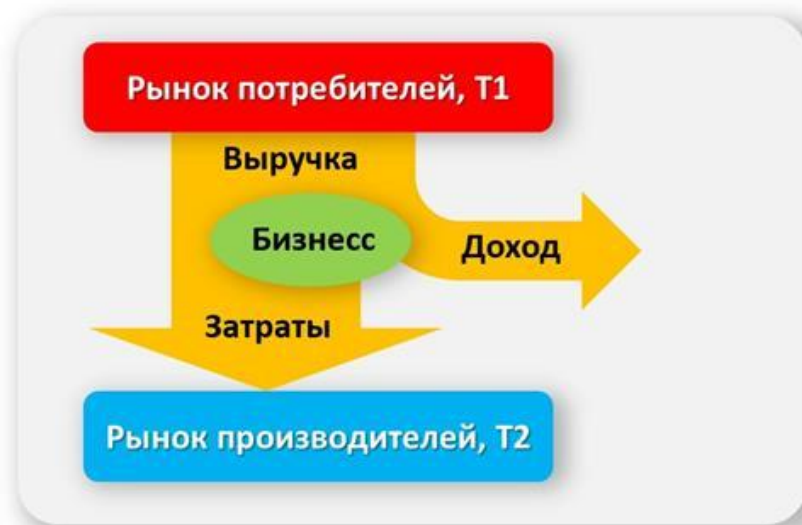 Рынок потребителей, Т1
Выручка
Бизнесс
Доход
Затраты
Рынок производителей, Т2